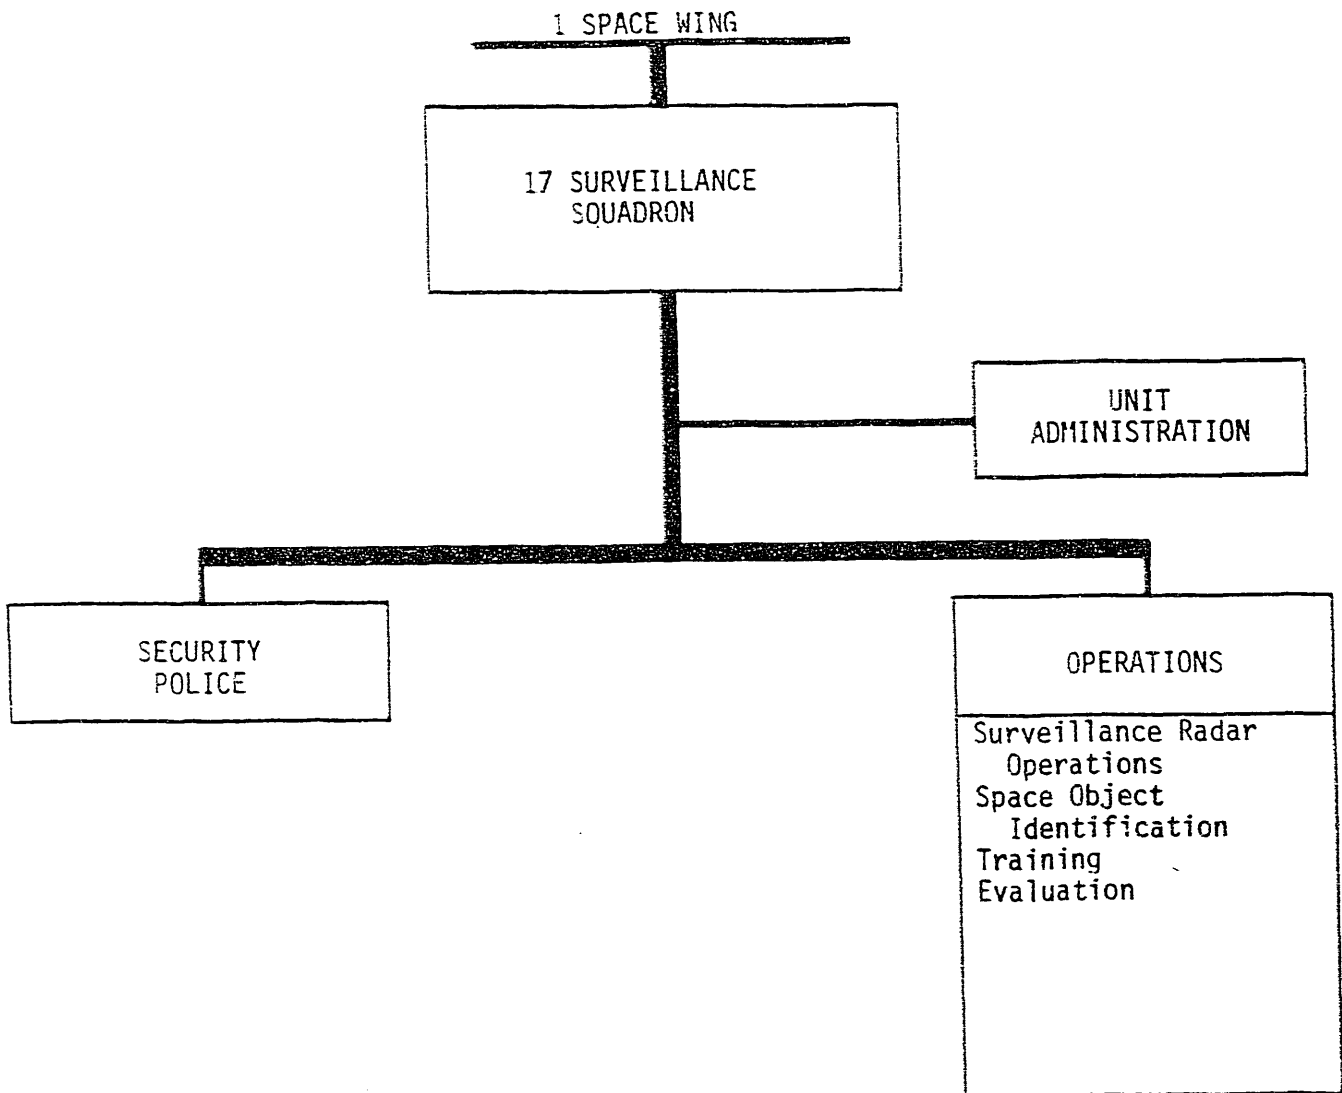 1 SPACE WING
17 SURVEILLANCE
SQUADRON
UNIT
ADMINISTRATION
SECURITY
POLICE
OPERATIONS
Surveillance Radar
Operations
Space Object
Identification
Training
Evaluation